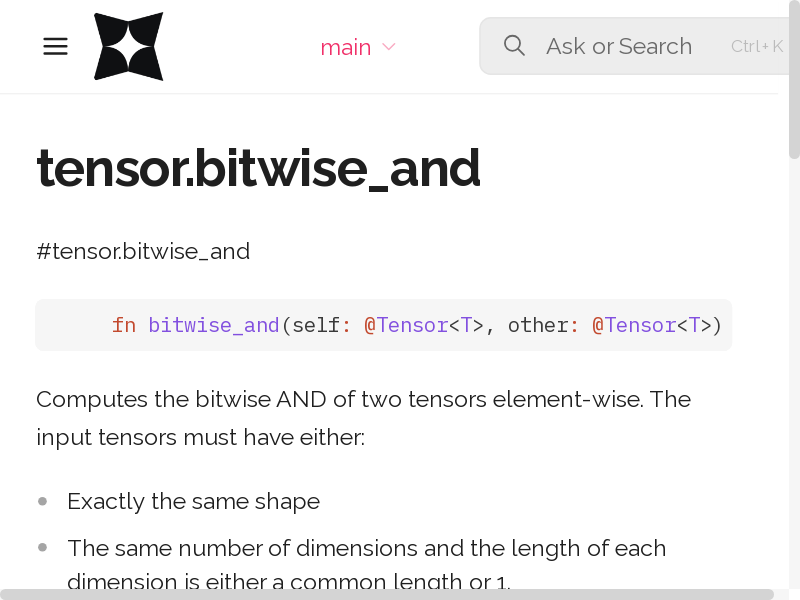 main
Ask or Search
Ctrl+ K
tensor.bitwise_and
#tensor.bitwise_and
fn bitwise_and(self: @Tensor<T>, other: @Tensor<T>)
Computes the bitwise AND of two tensors element-wise. The
input tensors must have either:
Exactly the same shape
The same number of dimensions and the length of each
dimension is either a common length or 1.